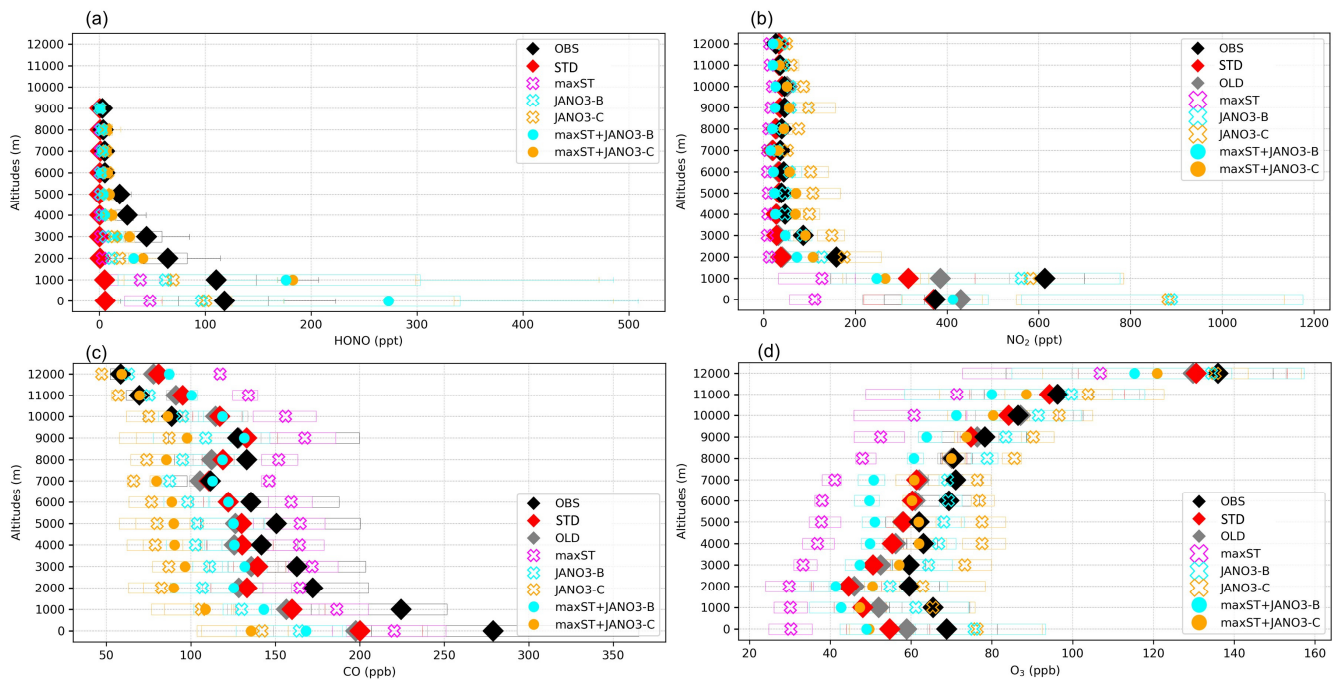 (a)
12000
11000
10000
9000
8000
7000
6000
5000
4000
3000
2000
1000
0
Altitudes (m)
OBS
STD
maxST
JANO3-B
JANO3-C
maxST+JANO3-B
maxST+JANO3-C
0 100 200 300 400 500
HONO (ppt)
(b)
12000
11000
10000
9000
8000
7000
6000
5000
4000
3000
2000
1000
0
Altitudes (m)
OBS
STD
OLD
maxST
JANO3-B
JANO3-C
maxST+JANO3-B
maxST+JANO3-C
0 200 400 600 800 1000 1200
NO₂ (ppt)
(c)
12000
11000
10000
9000
8000
7000
6000
5000
4000
3000
2000
1000
0
Altitudes (m)
OBS
STD
OLD
maxST
JANO3-B
JANO3-C
maxST+JANO3-B
maxST+JANO3-C
50 100 150 200 250 300 350
CO (ppb)
(d)
12000
11000
10000
9000
8000
7000
6000
5000
4000
3000
2000
1000
0
Altitudes (m)
OBS
STD
OLD
maxST
JANO3-B
JANO3-C
maxST+JANO3-B
maxST+JANO3-C
20 40 60 80 100 120 140 160
O₃ (ppb)